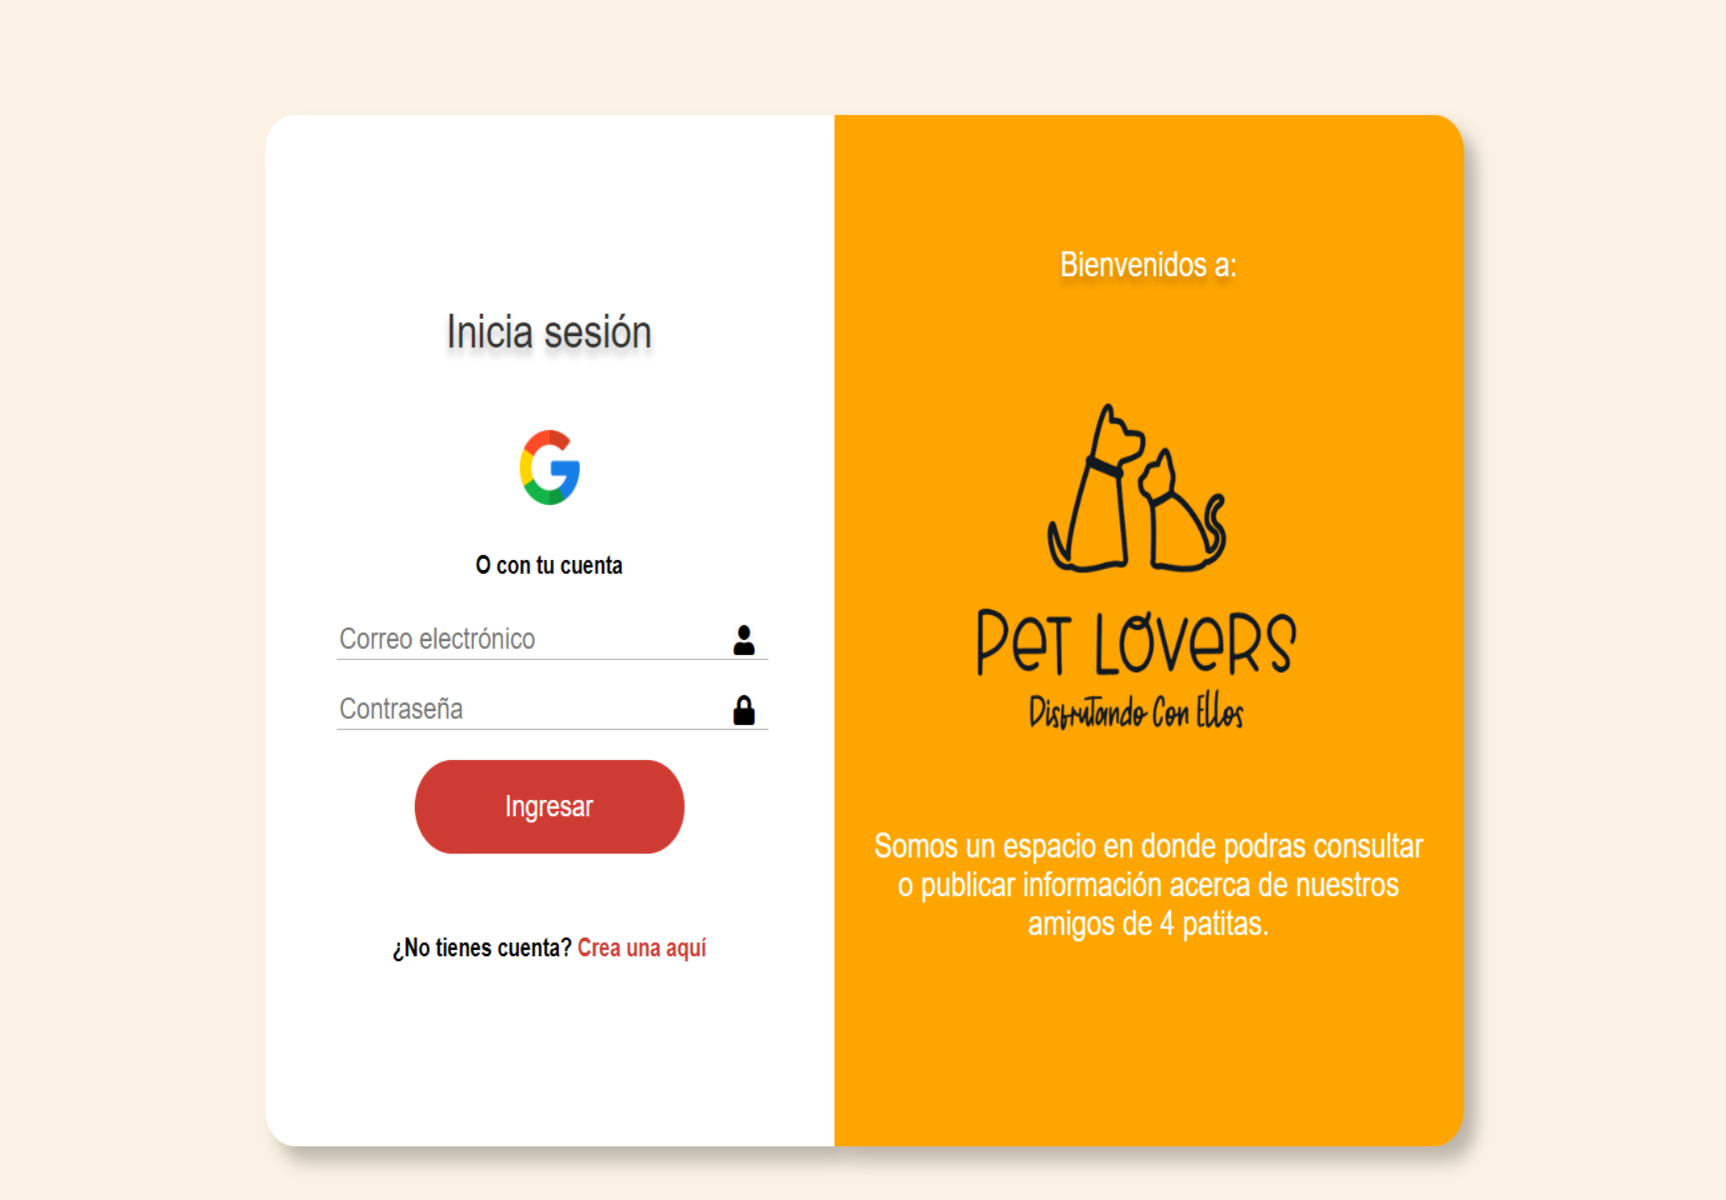 Inicia sesión
O con tu cuenta
Correo electrónico
Contraseña
Ingresar
¿No tienes cuenta? Crea una aquí
Bienvenidos a:
PeT LOVeRS
Disfrutando Con Ellos
Somos un espacio en donde podras consultar
o publicar información acerca de nuestros
amigos de 4 patitas.